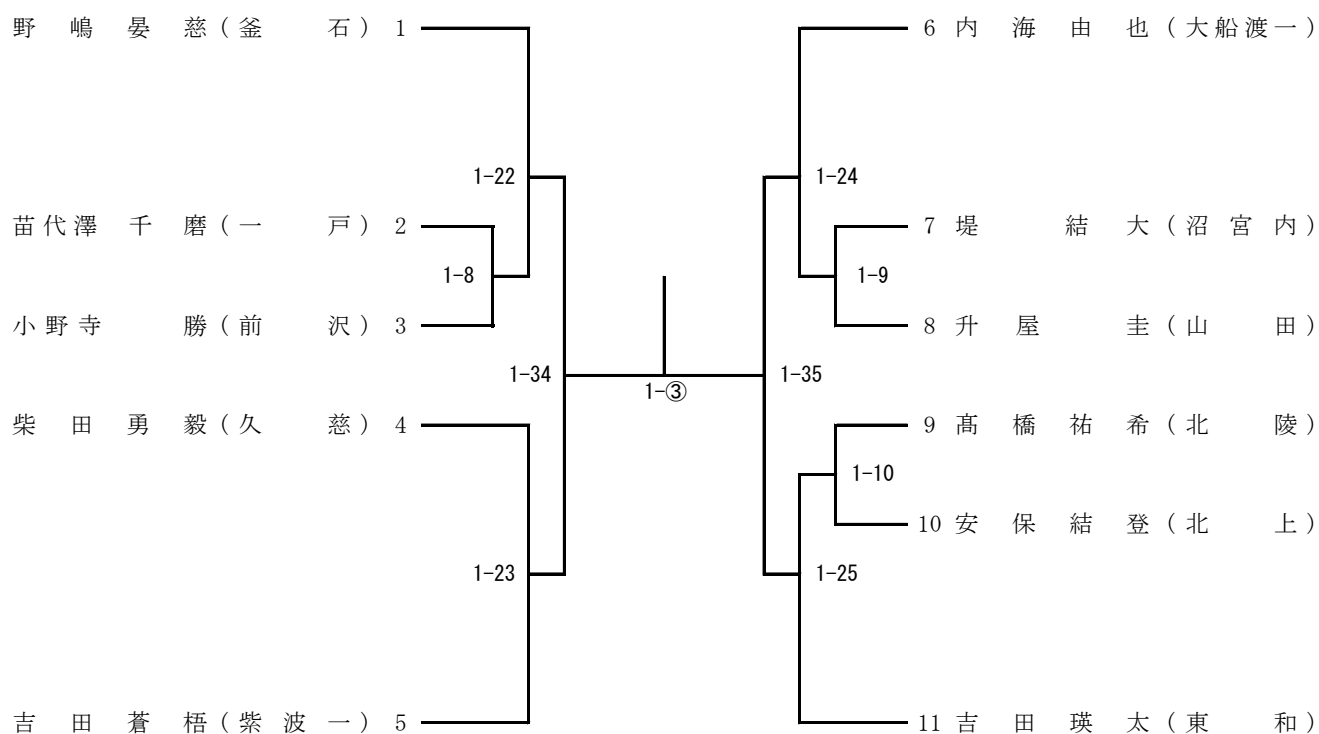 野嶋晏慈(釜石) 1
1-22
苗代澤千磨(一戸) 2
1-8
小野寺勝(前沢) 3
1-34
柴田勇毅(久慈) 4
1-23
吉田蒼梧(紫波一) 5
1-③
6 内海由也(大船渡一)
1-24
7 堤結大(沼宮内)
1-9
8 升屋圭(山田)
1-35
9 髙橋祐希(北陵)
1-10
10 安保結登(北上)
1-25
11 吉田瑛太(東和)